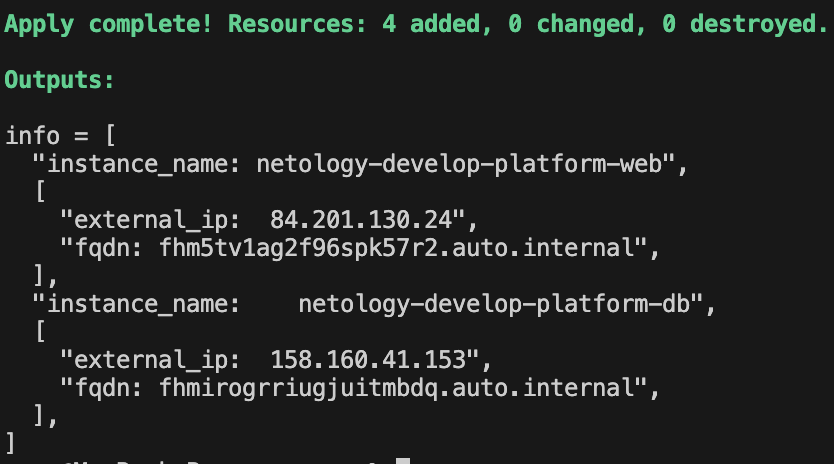 Apply complete! Resources: 4 added, 0 changed, 0 destroyed.
Outputs:
info = [
  "instance_name: netology-develop-platform-web",
  [
    "external_ip:  84.201.130.24",
    "fqdn: fhm5tv1ag2f96spk57r2.auto.internal",
  ],
  "instance_name:    netology-develop-platform-db",
  [
    "external_ip:  158.160.41.153",
    "fqdn: fhmirogrriugjuitmbdq.auto.internal",
  ],
]